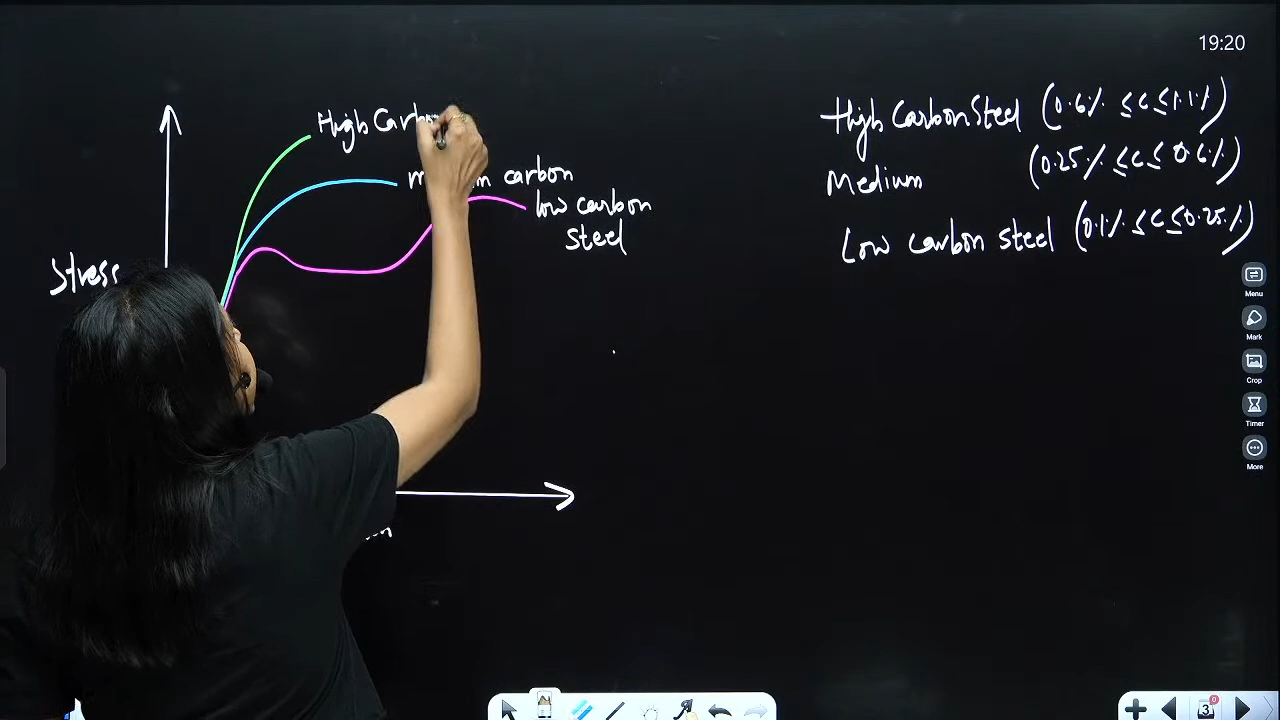 19:20
High Carbon
High Carbon Steel (0.6% ≤ C ≤ 1.1%)
carbon
Medium (0.25% ≤ C ≤ 0.6%)
low carbon
steel
Low carbon steel (0.1% ≤ C ≤ 0.25%)
Stress
Menu
Mark
Crop
Timer
More
3